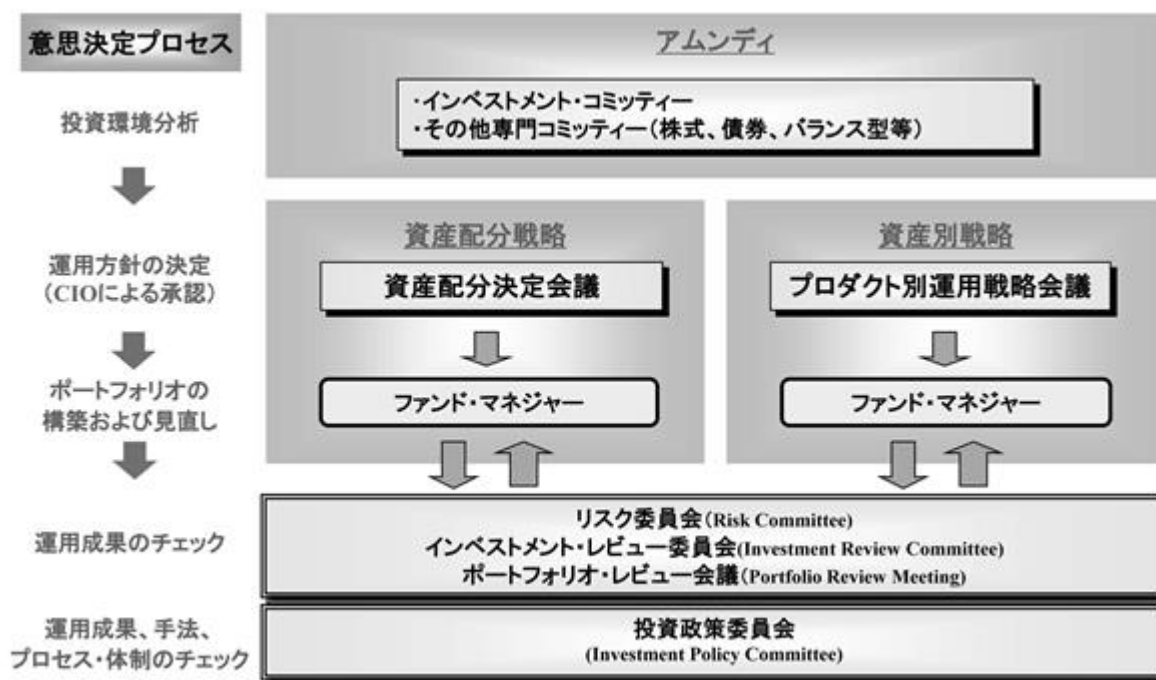 意思決定プロセス
アムンディ
・インベストメント・コミッティー
・その他専門コミッティー(株式、債券、バランス型等)
投資環境分析
資産配分戦略
資産別戦略
運用方針の決定
(CIOによる承認)
資産配分決定会議
プロダクト別運用戦略会議
ポートフォリオの
構築および見直し
ファンド・マネジャー
ファンド・マネジャー
運用成果のチェック
リスク委員会(Risk Committee)
インベストメント・レビュー委員会(Investment Review Committee)
ポートフォリオ・レビュー会議(Portfolio Review Meeting)
運用成果、手法、
プロセス・体制のチェック
投資政策委員会
(Investment Policy Committee)